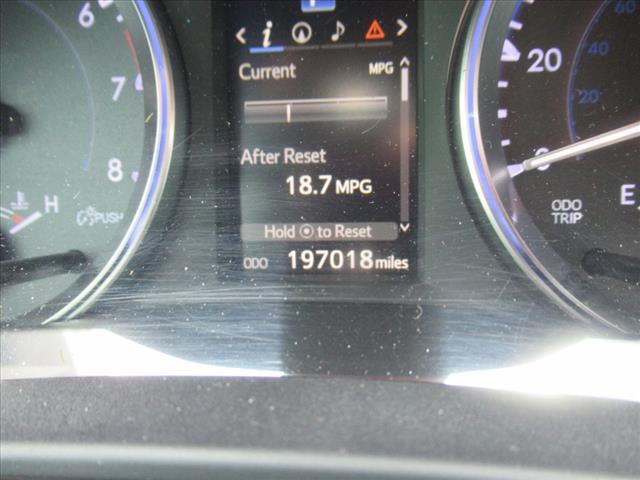 6
7
8
H
PUSH
i
Current MPG
After Reset
18.7 MPG
Hold to Reset
ODO 197018 miles
60
40
20
20
0
ODO
TRIP
E